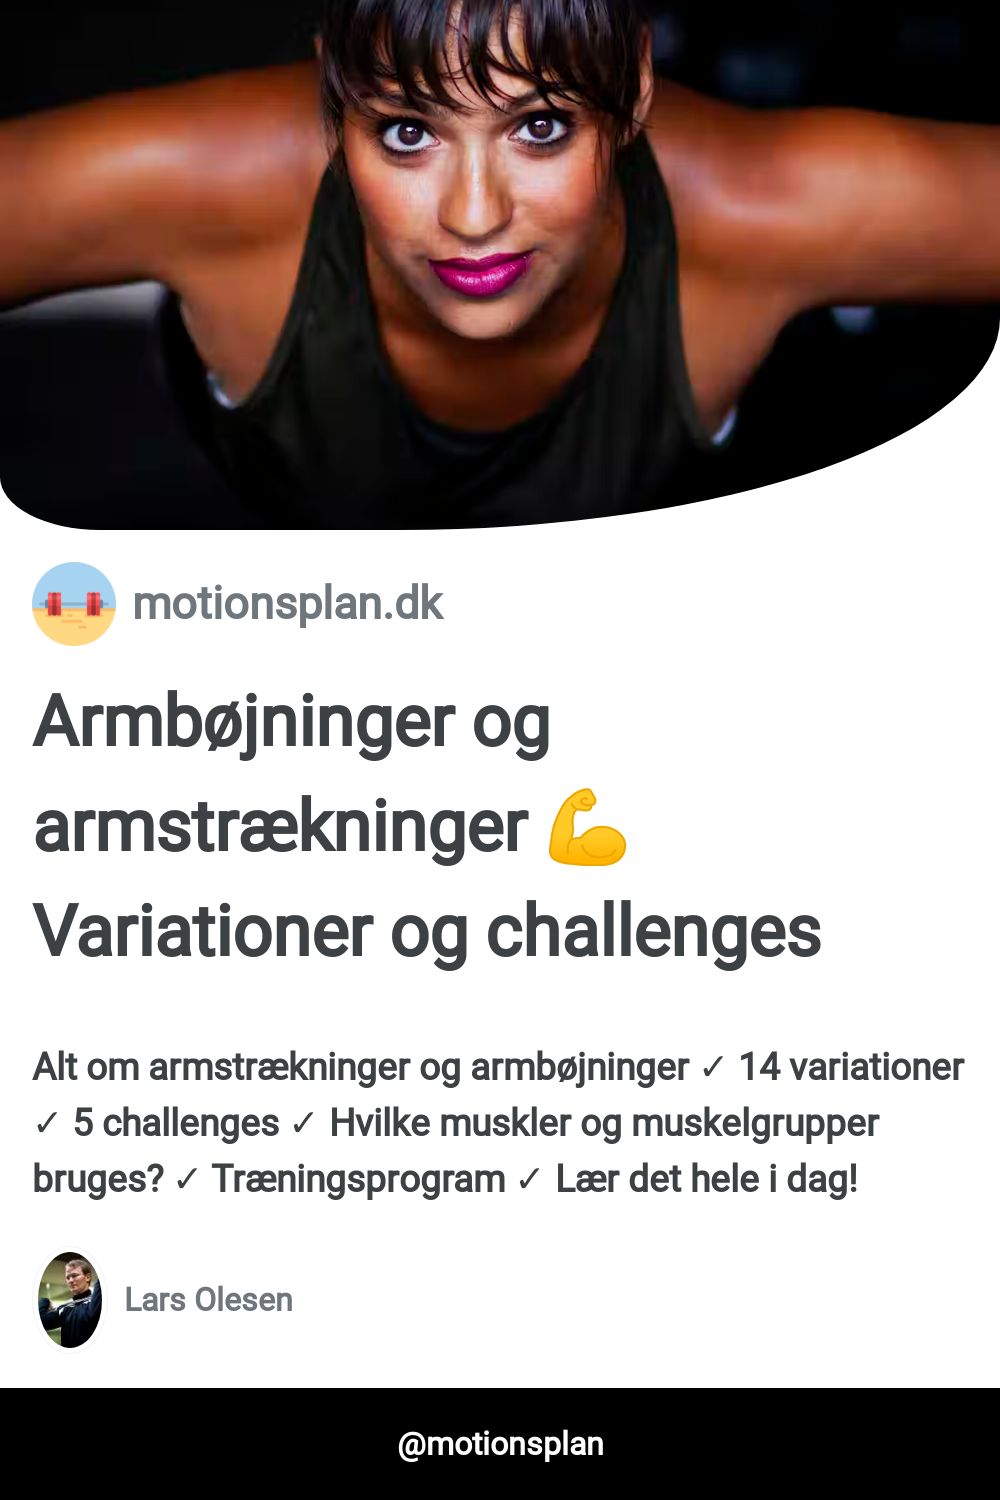 motionsplan.dk
Armbøjninger og
armstrækninger 💪
Variationer og challenges
Alt om armstrækninger og armbøjninger ✓ 14 variationer
✓ 5 challenges ✓ Hvilke muskler og muskelgrupper
bruges? ✓ Træningsprogram ✓ Lær det hele i dag!
Lars Olesen
@motionsplan